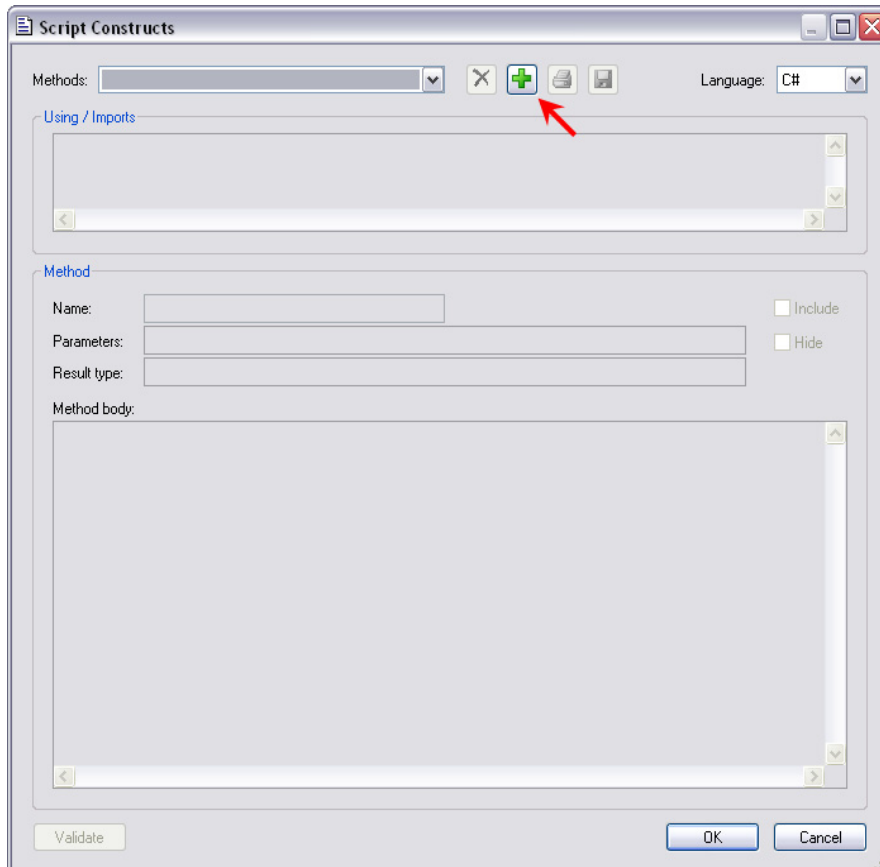 Script Constructs
Methods: Language: C#
Using / Imports
Method
Name: Include
Parameters: Hide
Result type:
Method body:
Validate OK Cancel